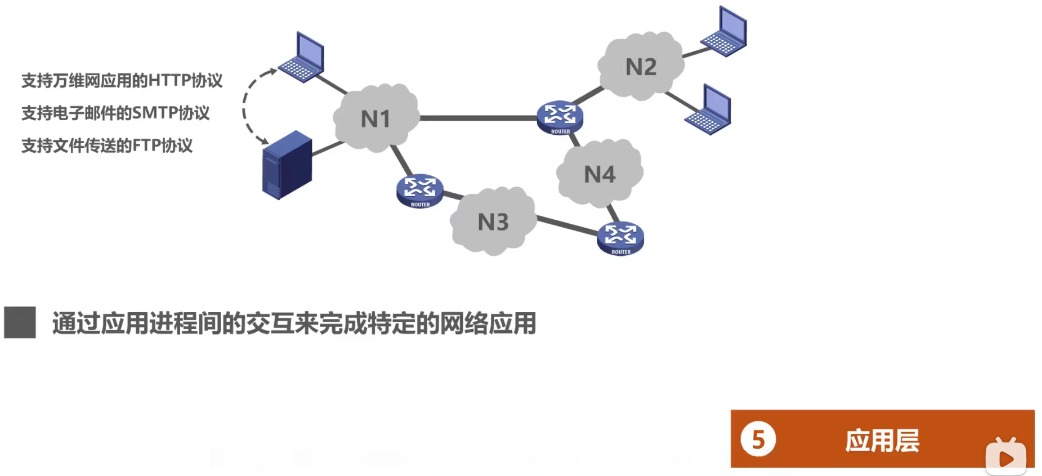 支持万维网应用的HTTP协议
支持电子邮件的SMTP协议
支持文件传送的FTP协议
N1
N2
ROUTER
N4
ROUTER
N3
ROUTER
通过应用进程间的交互来完成特定的网络应用
5 应用层